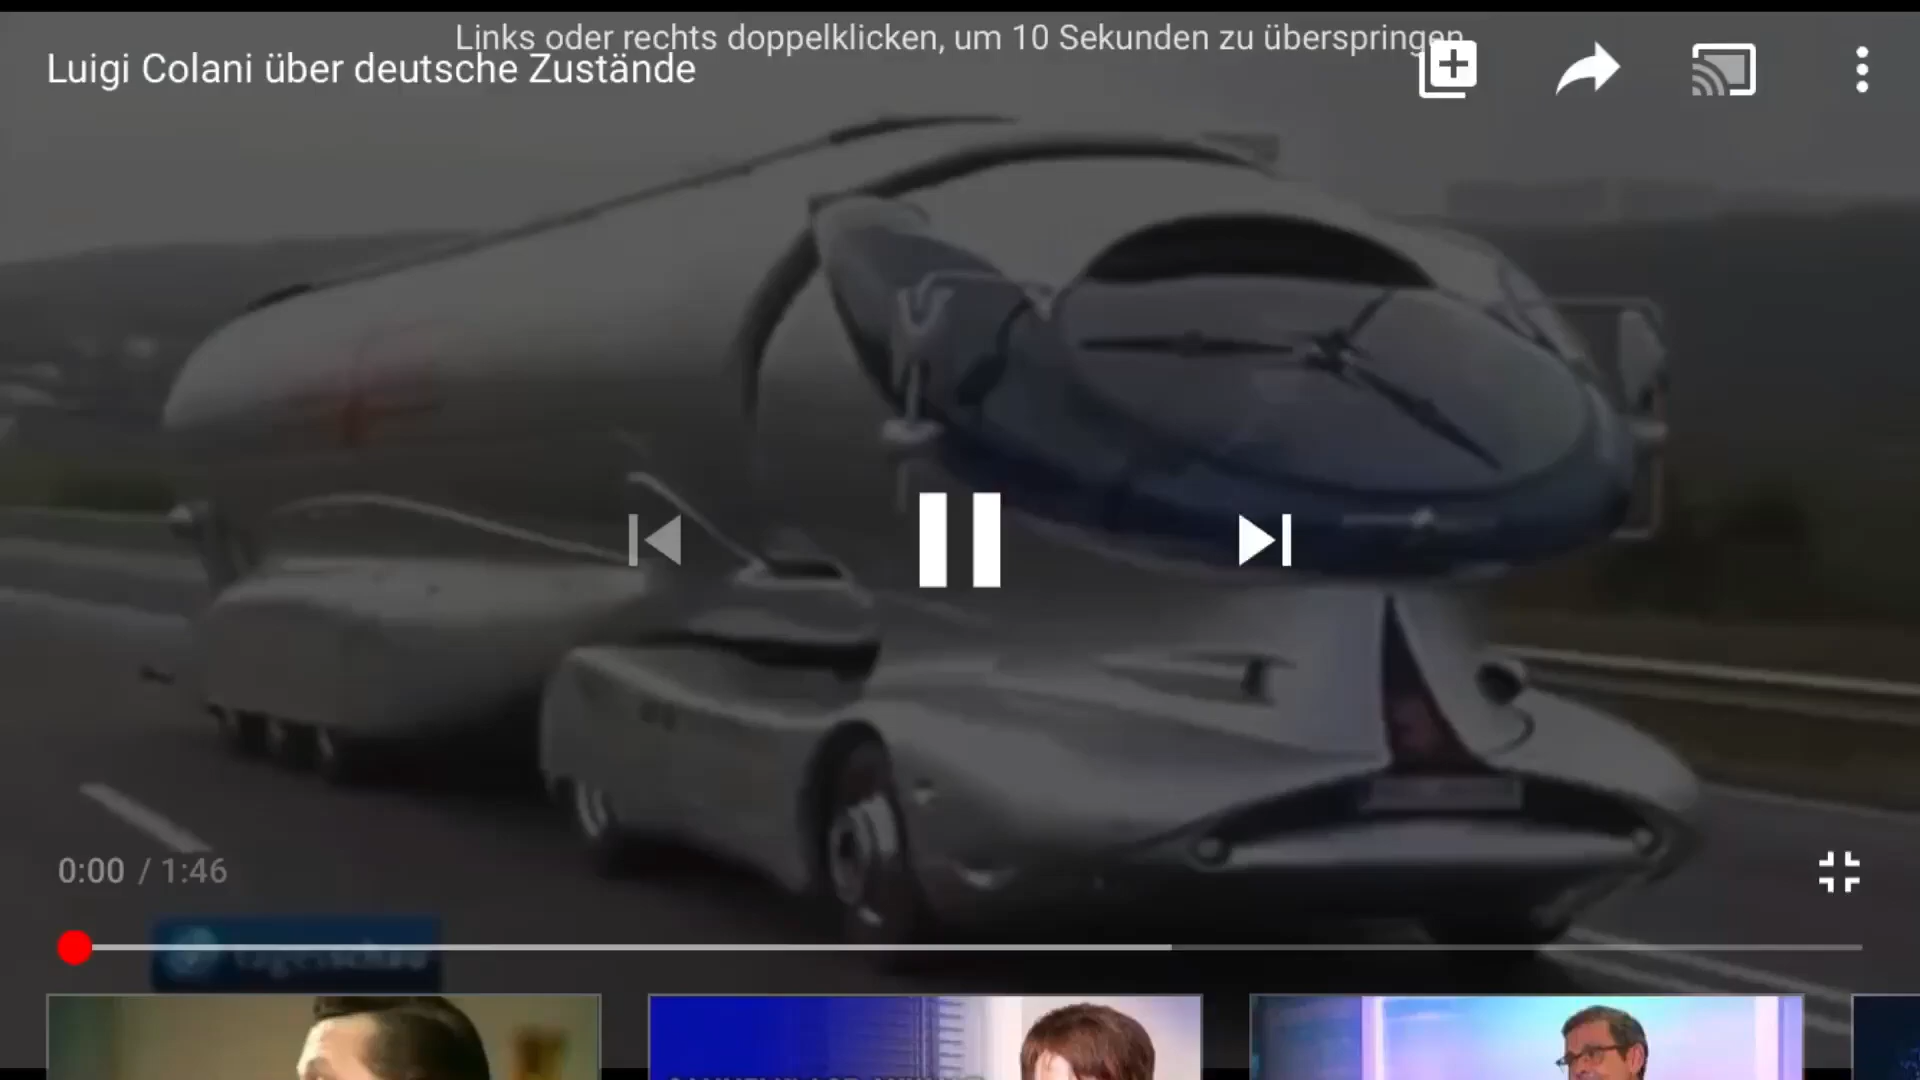 Links oder rechts doppelklicken, um 10 Sekunden zu überspringen
Luigi Colani über deutsche Zustände
0:00 / 1:46